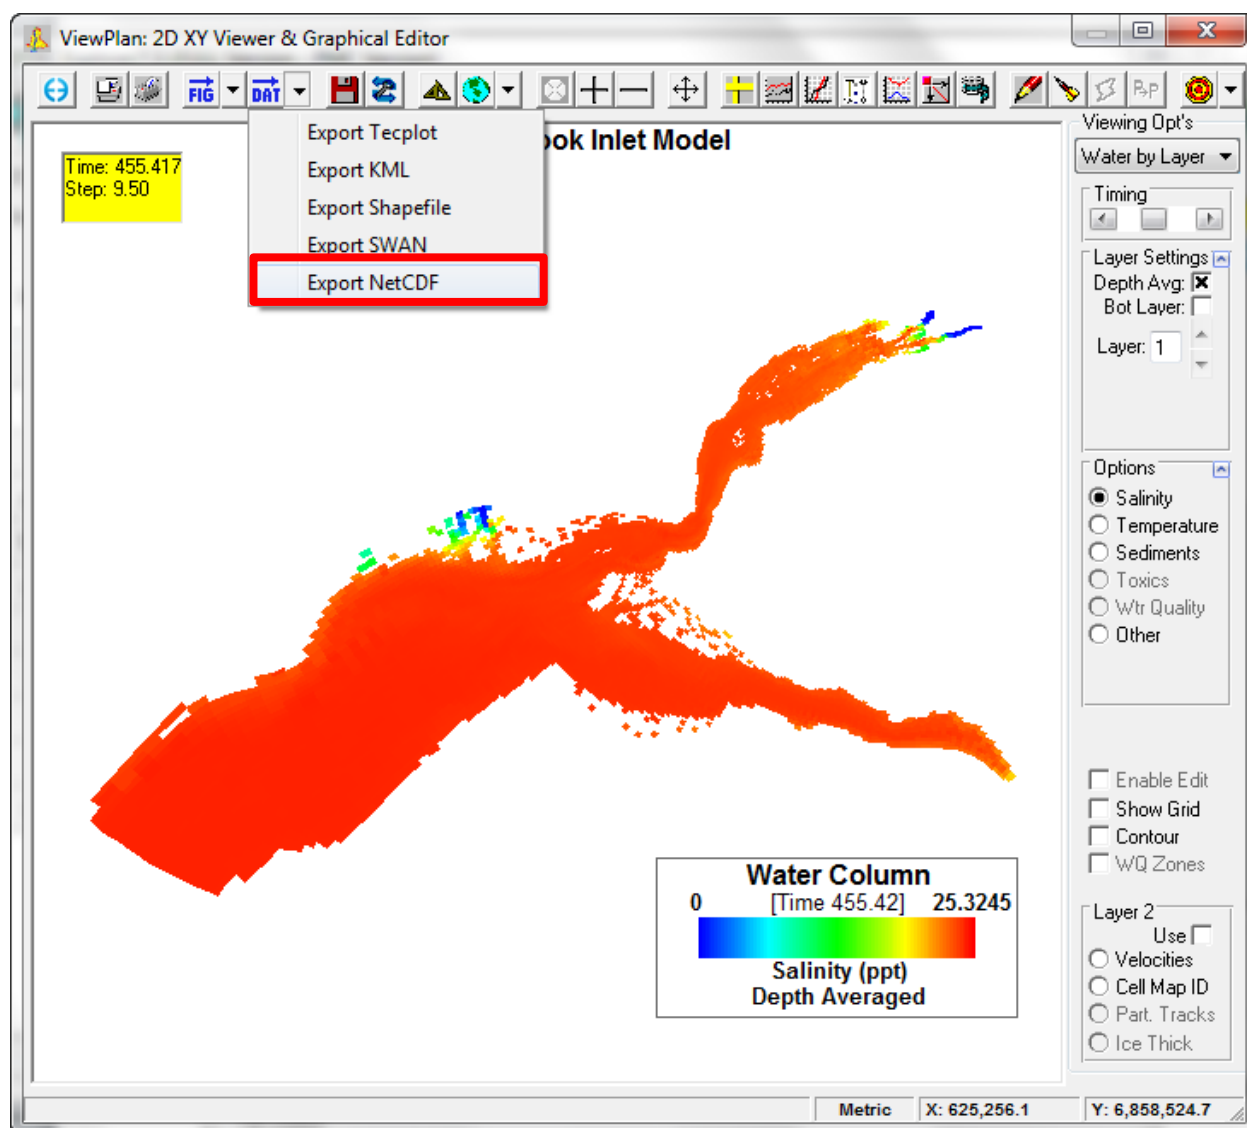 ViewPlan: 2D XY Viewer & Graphical Editor
FIG
DAT
Export Tecplot
Export KML
Export Shapefile
Export SWAN
Export NetCDF
ook Inlet Model
Time: 455.417
Step: 9.50
Viewing Opt's
Water by Layer
Timing
Layer Settings
Depth Avg:
Bot Layer:
Layer: 1
Options
Salinity
Temperature
Sediments
Toxics
Wtr Quality
Other
Enable Edit
Show Grid
Contour
WQ Zones
Layer 2
Use
Velocities
Cell Map ID
Part. Tracks
Ice Thick
Water Column
0 [Time 455.42] 25.3245
Salinity (ppt)
Depth Averaged
Metric X: 625,256.1 Y: 6,858,524.7